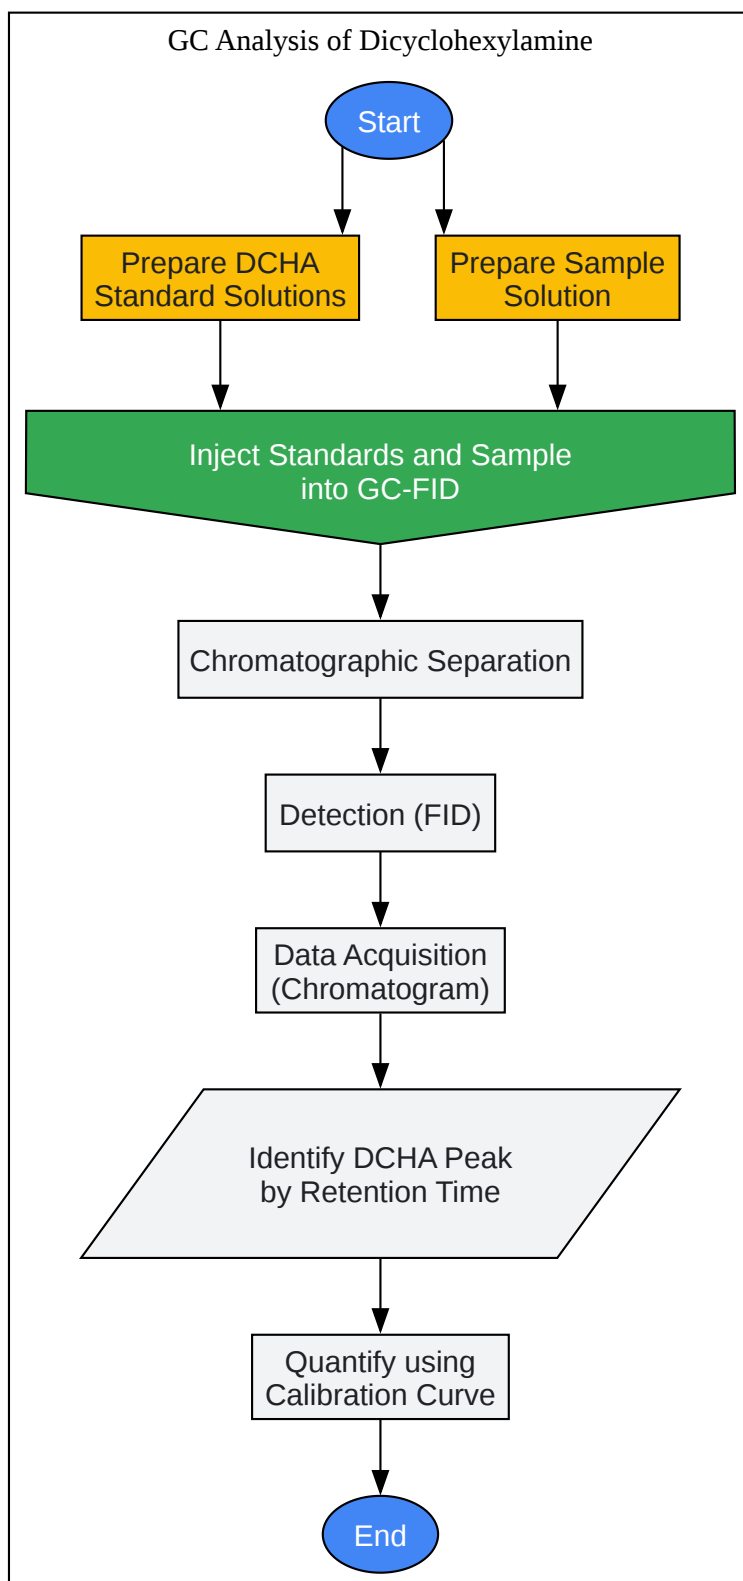 GC Analysis of Dicyclohexylamine
Start
Prepare DCHA
Standard Solutions
Prepare Sample
Solution
Inject Standards and Sample
into GC-FID
Chromatographic Separation
Detection (FID)
Data Acquisition
(Chromatogram)
Identify DCHA Peak
by Retention Time
Quantify using
Calibration Curve
End